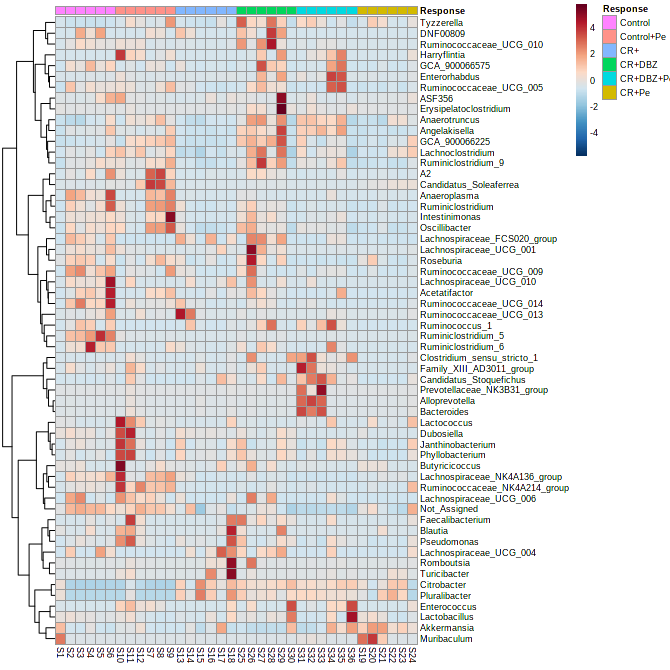 Response
Tyzzerella
DNF00809
Ruminococcaceae_UCG_010
Harryflintia
GCA_900066575
Enterorhabdus
Ruminococcaceae_UCG_005
ASF356
Erysipelatoclostridium
Anaerotruncus
Angelakisella
GCA_900066225
Lachnoclostridium
Ruminiclostridium_9
A2
Candidatus_Soleaferrea
Anaeroplasma
Ruminiclostridium
Intestinimonas
Oscillibacter
Lachnospiraceae_FCS020_group
Lachnospiraceae_UCG_001
Roseburia
Ruminococcaceae_UCG_009
Lachnospiraceae_UCG_010
Acetatifactor
Ruminococcaceae_UCG_014
Ruminococcaceae_UCG_013
Ruminococcus_1
Ruminiclostridium_5
Ruminiclostridium_6
Clostridium_sensu_stricto_1
Family_XIII_AD3011_group
Candidatus_Stoquefichus
Prevotellaceae_NK3B31_group
Alloprevotella
Bacteroides
Lactococcus
Dubosiella
Janthinobacterium
Phyllobacterium
Butyricicoccus
Lachnospiraceae_NK4A136_group
Ruminococcaceae_NK4A214_group
Lachnospiraceae_UCG_006
Not_Assigned
Faecalibacterium
Blautia
Pseudomonas
Lachnospiraceae_UCG_004
Romboutsia
Turicibacter
Citrobacter
Pluralibacter
Enterococcus
Lactobacillus
Akkermansia
Muribaculum
S1 S2 S3 S4 S5 S6 S10 S11 S12 S7 S8 S9 S13 S14 S15 S16 S17 S18 S25 S26 S27 S28 S29 S30 S31 S32 S33 S34 S35 S36 S19 S20 S21 S22 S23 S24
4
2
0
-2
-4
Response
Control
Control+Pe
CR+
CR+DBZ
CR+DBZ+P
CR+Pe